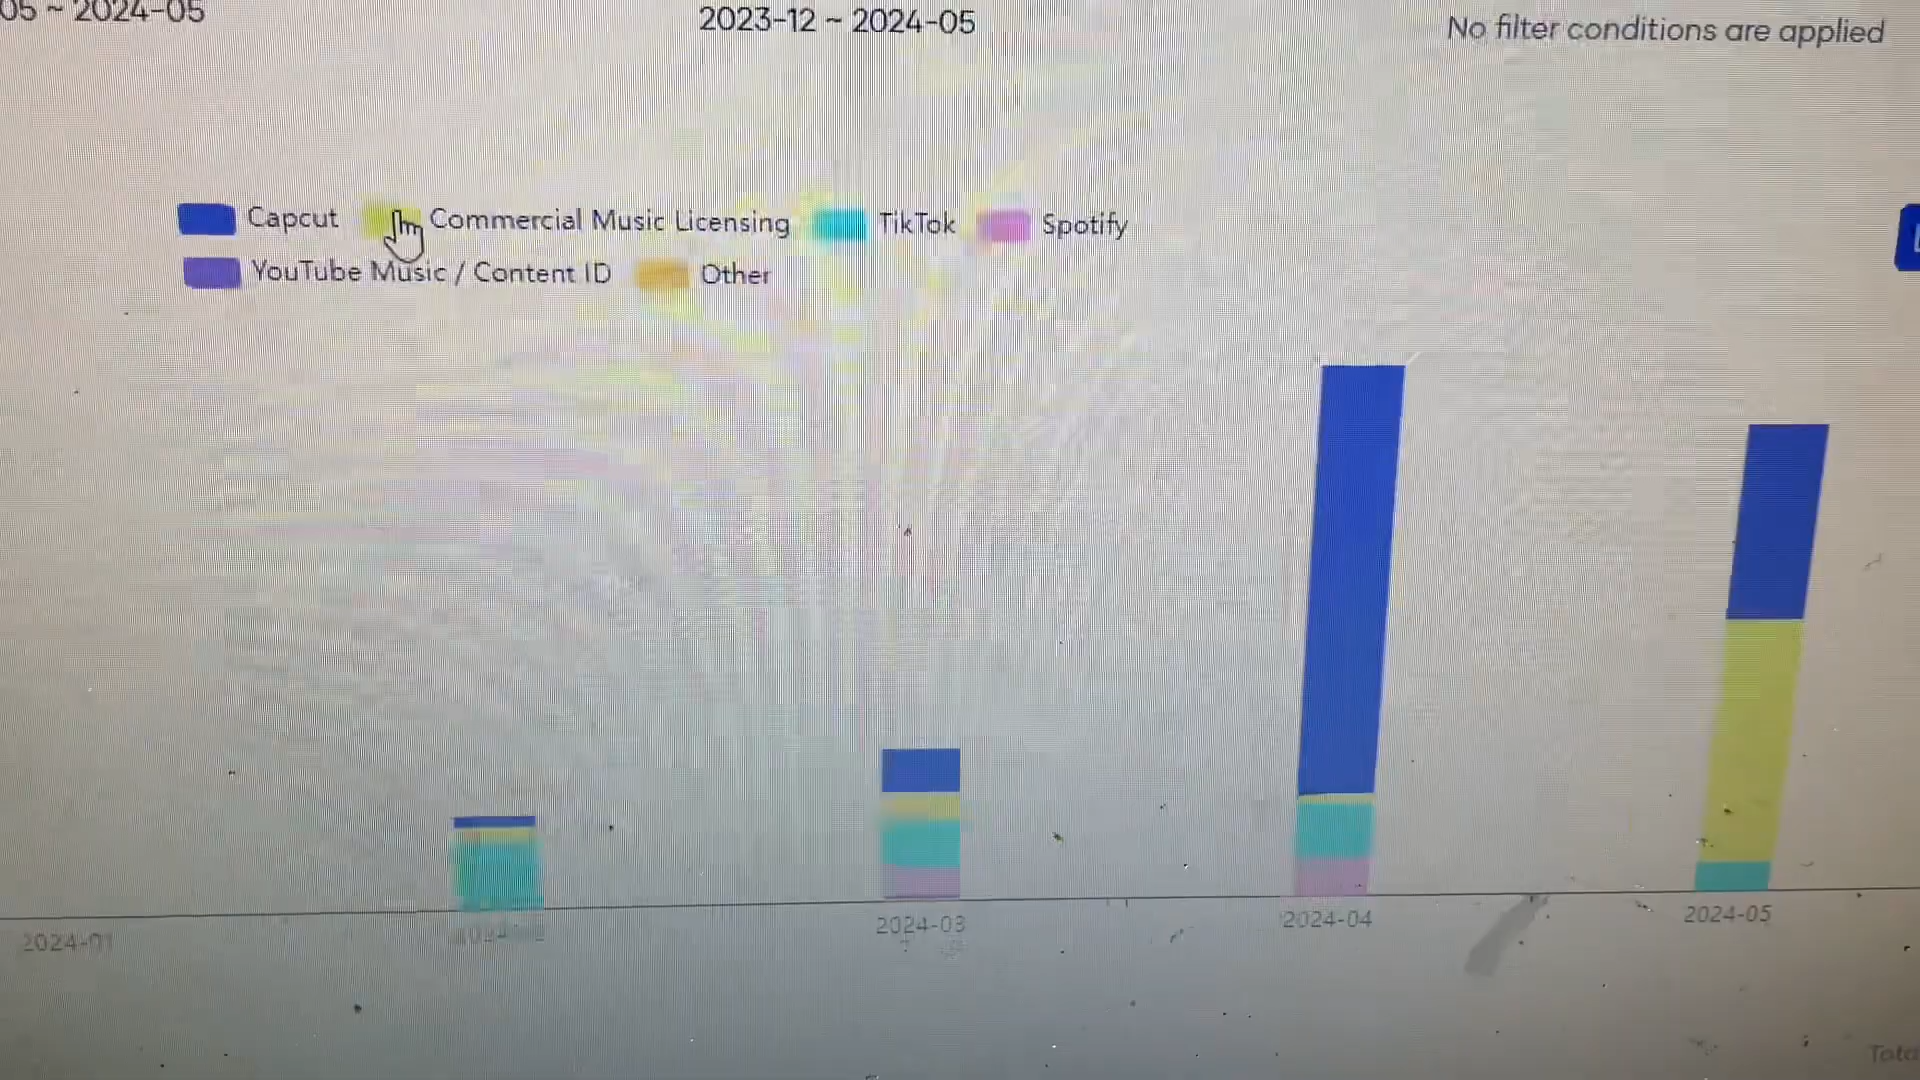 05 ~ 2024-05
2023-12 ~ 2024-05
No filter conditions are applied
Capcut
Commercial Music Licensing
TikTok
Spotify
YouTube Music / Content ID
Other
2024-01
2024-03
2024-04
2024-05